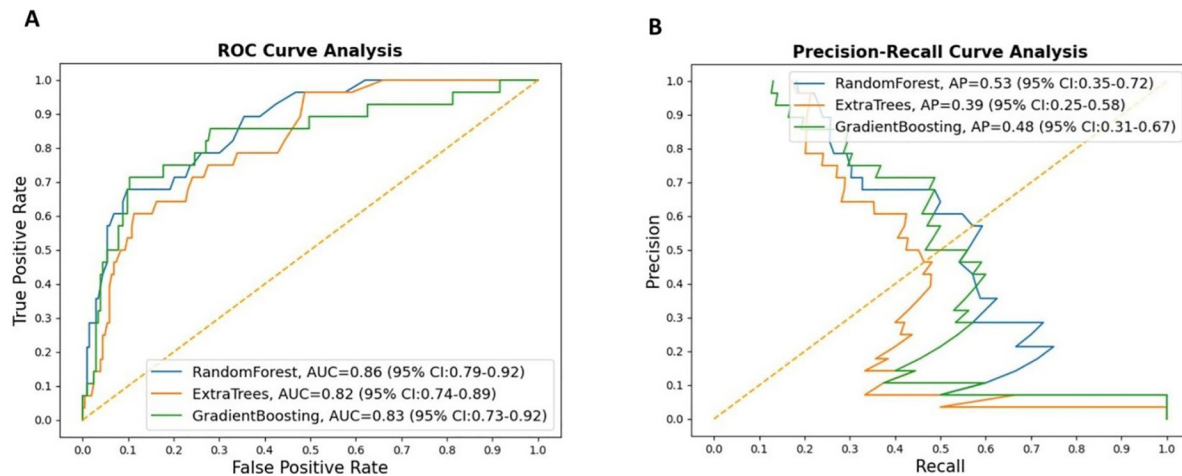 A
ROC Curve Analysis
True Positive Rate
1.0
0.9
0.8
0.7
0.6
0.5
0.4
0.3
0.2
0.1
0.0
RandomForest, AUC=0.86 (95% CI:0.79-0.92)
ExtraTrees, AUC=0.82 (95% CI:0.74-0.89)
GradientBoosting, AUC=0.83 (95% CI:0.73-0.92)
0.0 0.1 0.2 0.3 0.4 0.5 0.6 0.7 0.8 0.9 1.0
False Positive Rate
B
Precision-Recall Curve Analysis
Precision
1.0
0.9
0.8
0.7
0.6
0.5
0.4
0.3
0.2
0.1
0.0
RandomForest, AP=0.53 (95% CI:0.35-0.72)
ExtraTrees, AP=0.39 (95% CI:0.25-0.58)
GradientBoosting, AP=0.48 (95% CI:0.31-0.67)
0.0 0.1 0.2 0.3 0.4 0.5 0.6 0.7 0.8 0.9 1.0
Recall